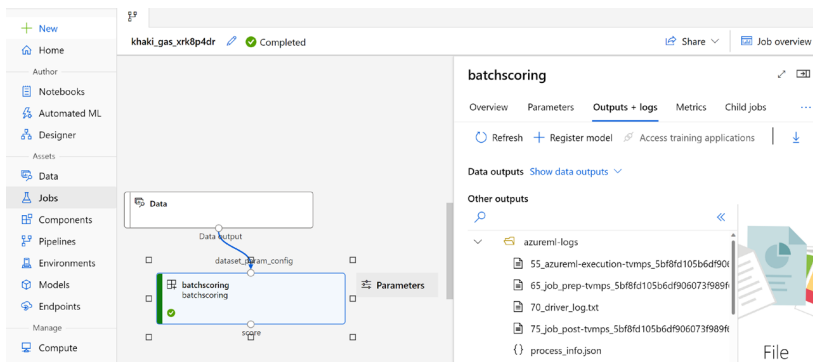 New
Home
Author
Notebooks
Automated ML
Designer
Assets
Data
Jobs
Components
Pipelines
Environments
Models
Endpoints
Manage
Compute
khaki_gas_xrk8p4dr Completed
Share Job overview
Data
Data output
dataset_param_config
batchscoring
batchscoring
Parameters
score
batchscoring
Overview Parameters Outputs + logs Metrics Child jobs ...
Refresh Register model Access training applications
Data outputs Show data outputs
Other outputs
azureml-logs
55_azureml-execution-tvmps_5bf8fd105b6df90
65_job_prep-tvmps_5bf8fd105b6df906073f989f
70_driver_log.txt
75_job_post-tvmps_5bf8fd105b6df906073f989f
{} process_info.json
File